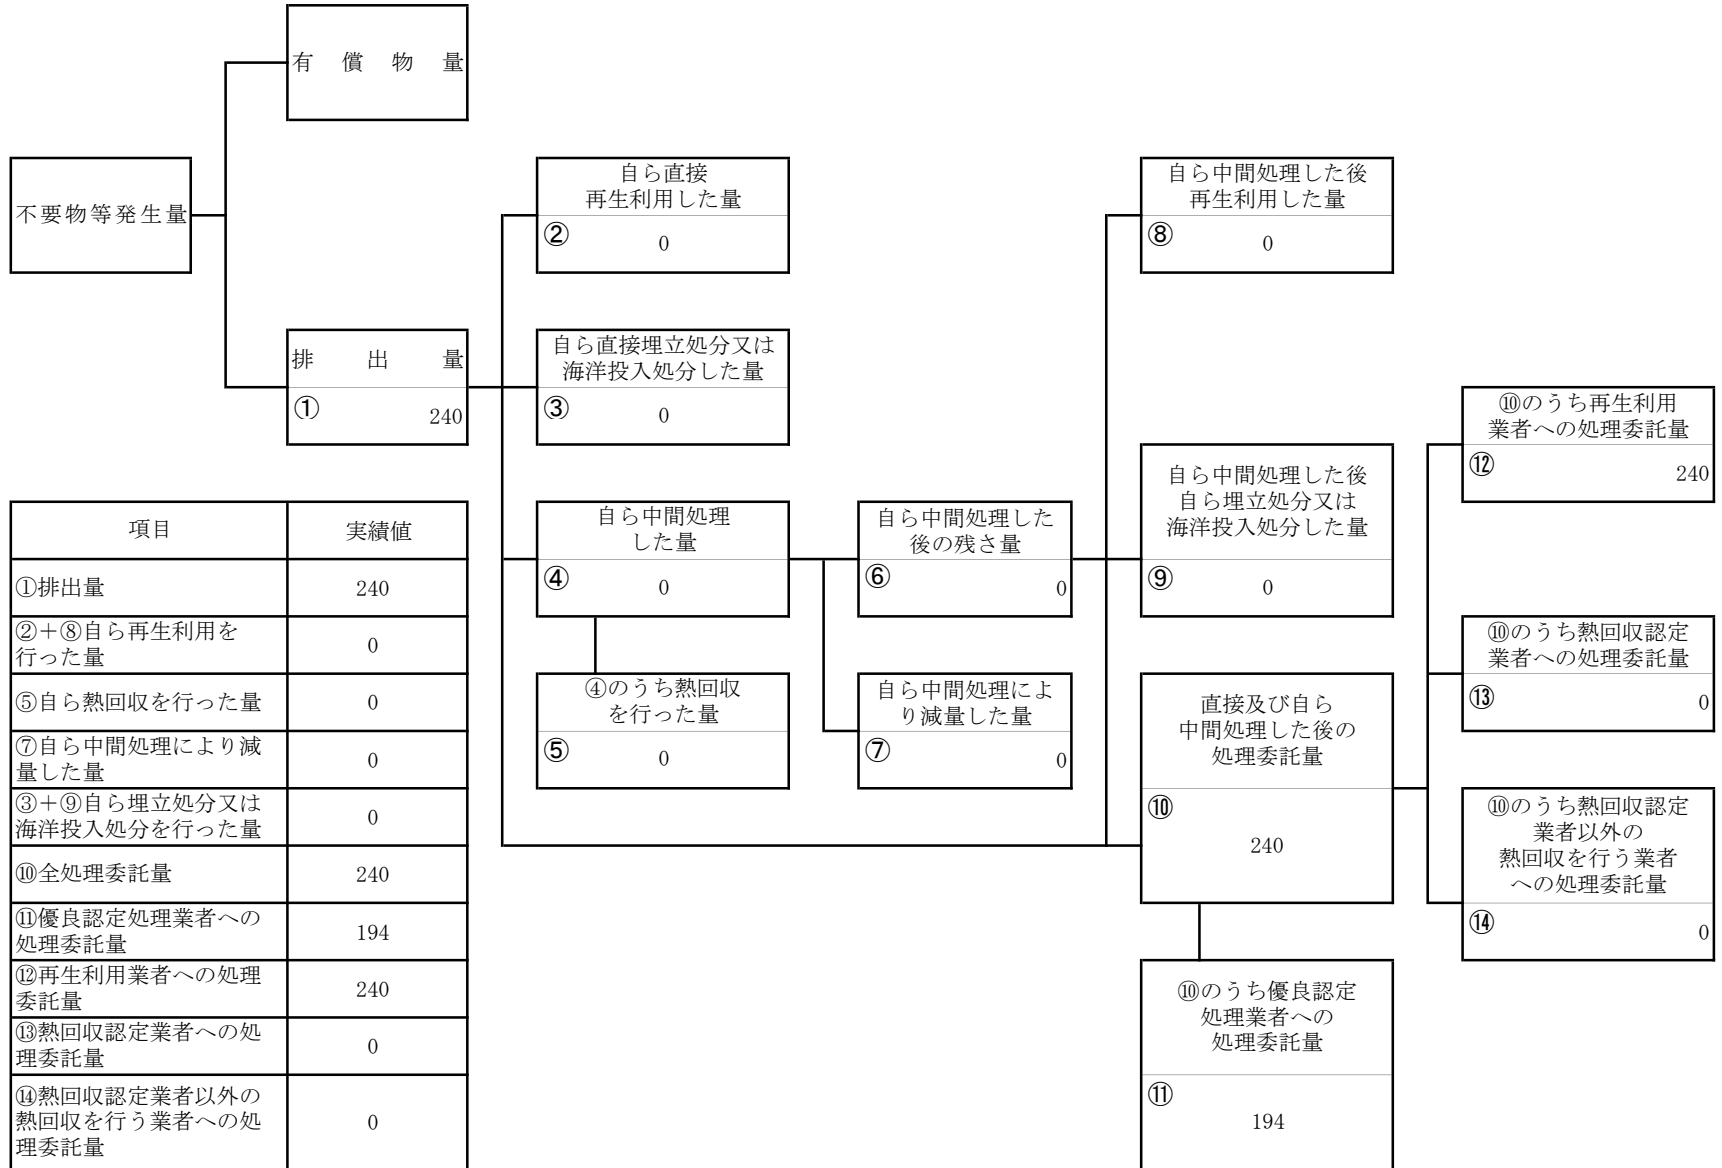 有償物量
不要物等発生量
排出量
① 240
自ら直接
再生利用した量
② 0
自ら直接埋立処分又は
海洋投入処分した量
③ 0
自ら中間処理
した量
④ 0
④のうち熱回収
を行った量
⑤ 0
自ら中間処理した
後の残さ量
⑥ 0
自ら中間処理によ
り減量した量
⑦ 0
自ら中間処理した後
再生利用した量
⑧ 0
自ら中間処理した後
自ら埋立処分又は
海洋投入処分した量
⑨ 0
直接及び自ら
中間処理した後の
処理委託量
⑩
240
⑩のうち優良認定
処理業者への
処理委託量
⑪
194
⑩のうち再生利用
業者への処理委託量
⑫ 240
⑩のうち熱回収認定
業者への処理委託量
⑬ 0
⑩のうち熱回収認定
業者以外の
熱回収を行う業者
への処理委託量
⑭ 0
項目 実績値
①排出量 240
②+⑧自ら再生利用を
行った量 0
⑤自ら熱回収を行った量 0
⑦自ら中間処理により減
量した量 0
③+⑨自ら埋立処分又は
海洋投入処分を行った量 0
⑩全処理委託量 240
⑪優良認定処理業者への
処理委託量 194
⑫再生利用業者への処理
委託量 240
⑬熱回収認定業者への処
理委託量 0
⑭熱回収認定業者以外の
熱回収を行う業者への処
理委託量 0